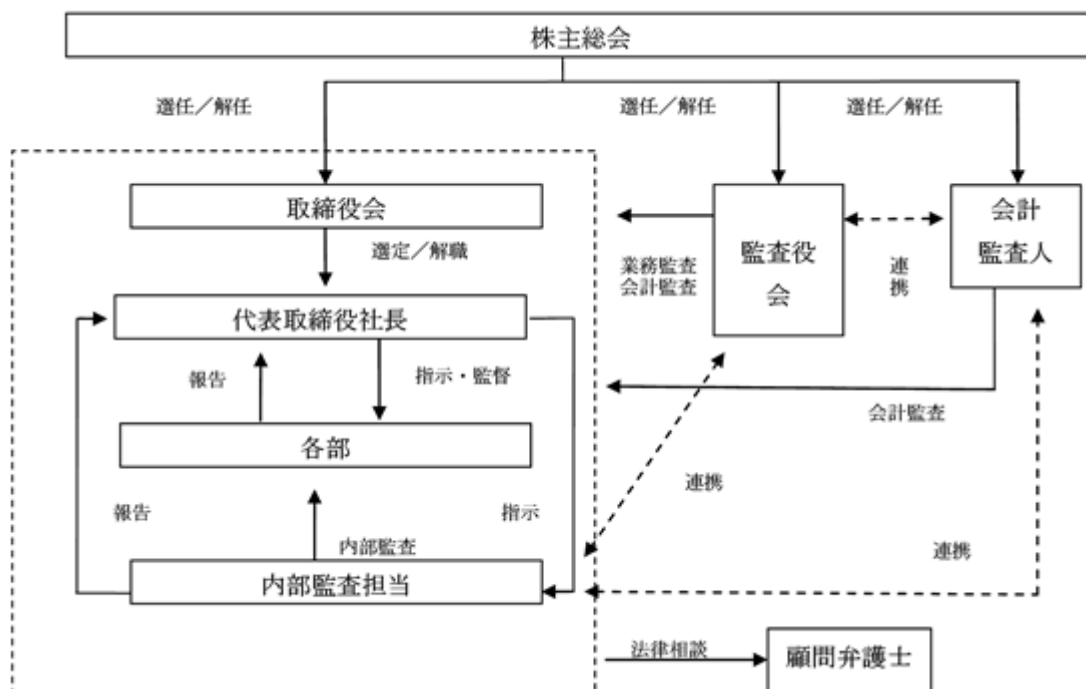 株主総会
選任／解任
選任／解任
選任／解任
取締役会
選定／解職
監査役
会
会計
監査人
業務監査
会計監査
連
携
代表取締役社長
報告
指示・監督
会計監査
各部
連携
報告
指示
内部監査
連携
内部監査担当
法律相談
顧問弁護士